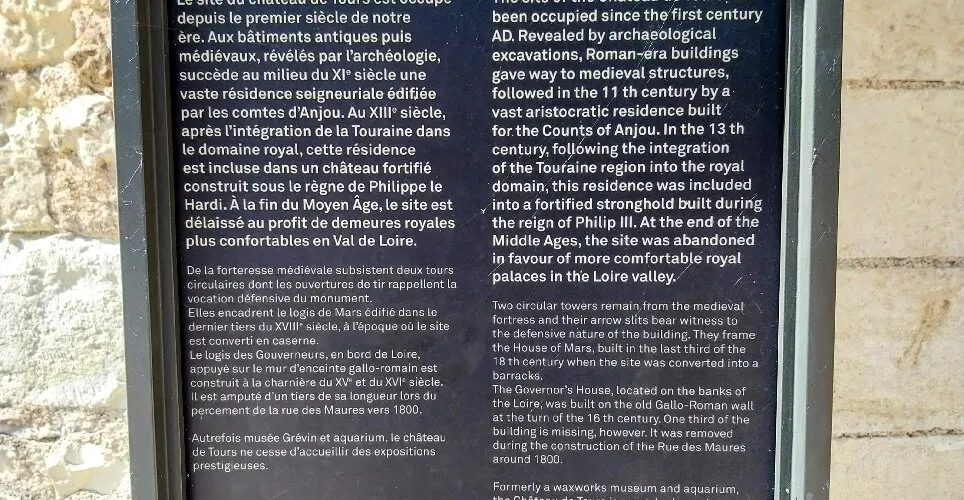 Le site du château de Tours est occupé
depuis le premier siècle de notre
ère. Aux bâtiments antiques puis
médiévaux, révélés par l'archéologie,
succède au milieu du XIᵉ siècle une
vaste résidence seigneuriale édifiée
par les comtes d'Anjou. Au XIIIᵉ siècle,
après l'intégration de la Touraine dans
le domaine royal, cette résidence
est incluse dans un château fortifié
construit sous le règne de Philippe le
Hardi. À la fin du Moyen Âge, le site est
délaissé au profit de demeures royales
plus confortables en Val de Loire.
De la forteresse médiévale subsistent deux tours
circulaires dont les ouvertures de tir rappellent la
vocation défensive du monument.
Elles encadrent le logis de Mars édifié dans le
dernier tiers du XVIIIᵉ siècle, à l'époque où le site
est converti en caserne.
Le logis des Gouverneurs, en bord de Loire,
appuyé sur le mur d'enceinte gallo-romain est
construit à la charnière du XVᵉ et du XVIᵉ siècle.
Il est amputé d'un tiers de sa longueur lors du
percement de la rue des Maures vers 1800.
Autrefois musée Grévin et aquarium, le château
de Tours ne cesse d'accueillir des expositions
prestigieuses.
The site of the Château de
been occupied since the first century
AD. Revealed by archaeological
excavations, Roman-era buildings
gave way to medieval structures,
followed in the 11 th century by a
vast aristocratic residence built
for the Counts of Anjou. In the 13 th
century, following the integration
of the Touraine region into the royal
domain, this residence was included
into a fortified stronghold built during
the reign of Philip III. At the end of the
Middle Ages, the site was abandoned
in favour of more comfortable royal
palaces in the Loire valley.
Two circular towers remain from the medieval
fortress and their arrow slits bear witness to
the defensive nature of the building. They frame
the House of Mars, built in the last third of the
18 th century when the site was converted into a
barracks.
The Governor's House, located on the banks of
the Loire, was built on the old Gallo-Roman wall
at the turn of the 16 th century. One third of the
building is missing, however. It was removed
during the construction of the Rue des Maures
around 1800.
Formerly a waxworks museum and aquarium,
the Château de Tours